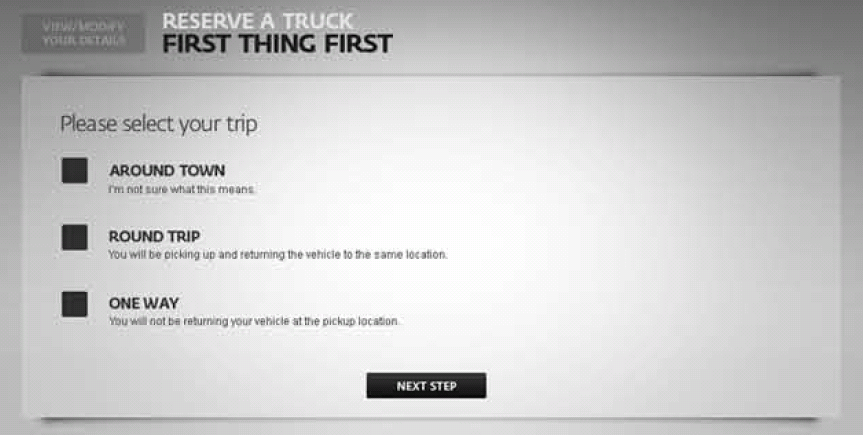 VIEW/MODIFY
YOUR DETAILS
RESERVE A TRUCK
FIRST THING FIRST
Please select your trip
AROUND TOWN
I'm not sure what this means.
ROUND TRIP
You will be picking up and returning the vehicle to the same location.
ONE WAY
You will not be returning your vehicle at the pickup location.
NEXT STEP